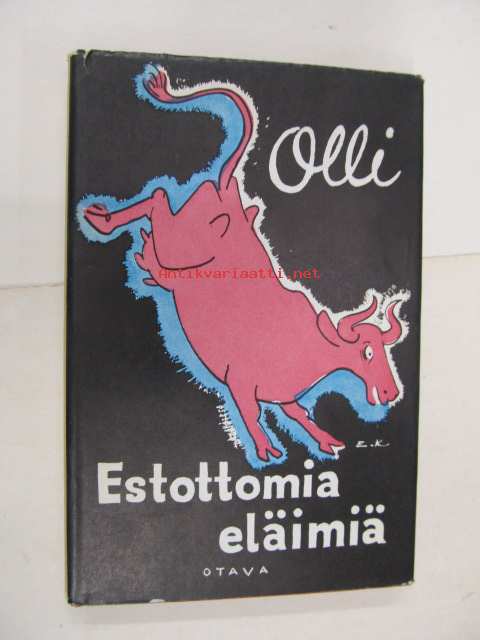 Olli
Antikvariaatti.net
E.K
Estottomia
eläimiä
OTAVA